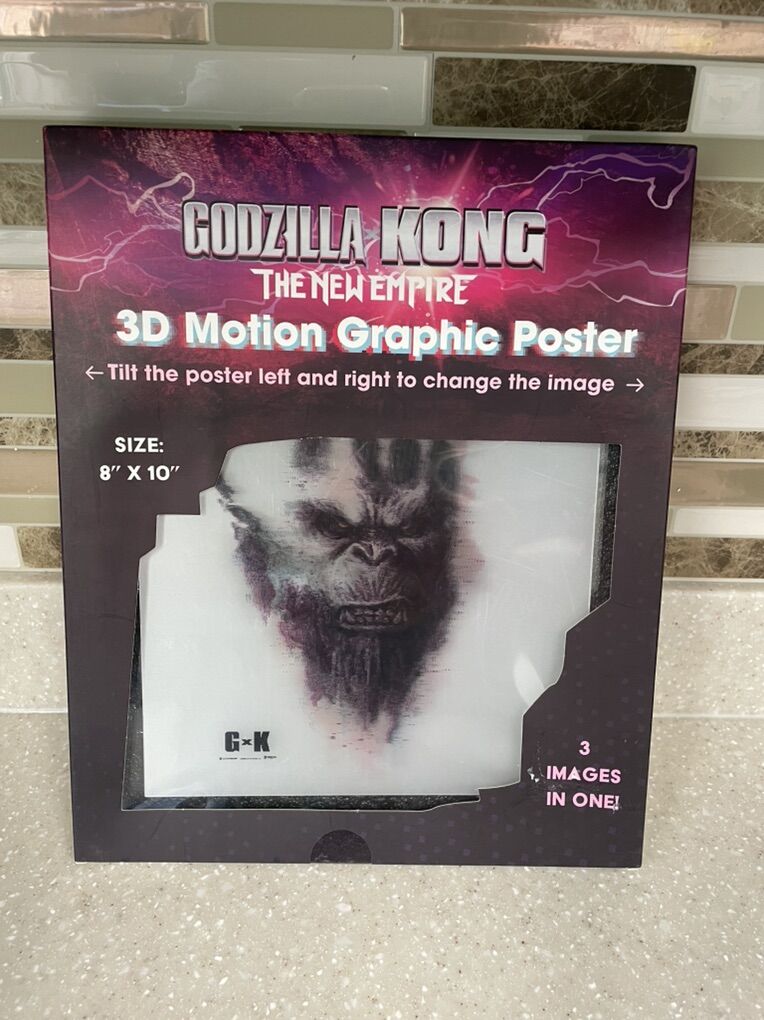 GODZILLA x KONG
THE NEW EMPIRE
3D Motion Graphic Poster
← Tilt the poster left and right to change the image →
SIZE:
8″ X 10″
G×K
3
IMAGES
IN ONE!